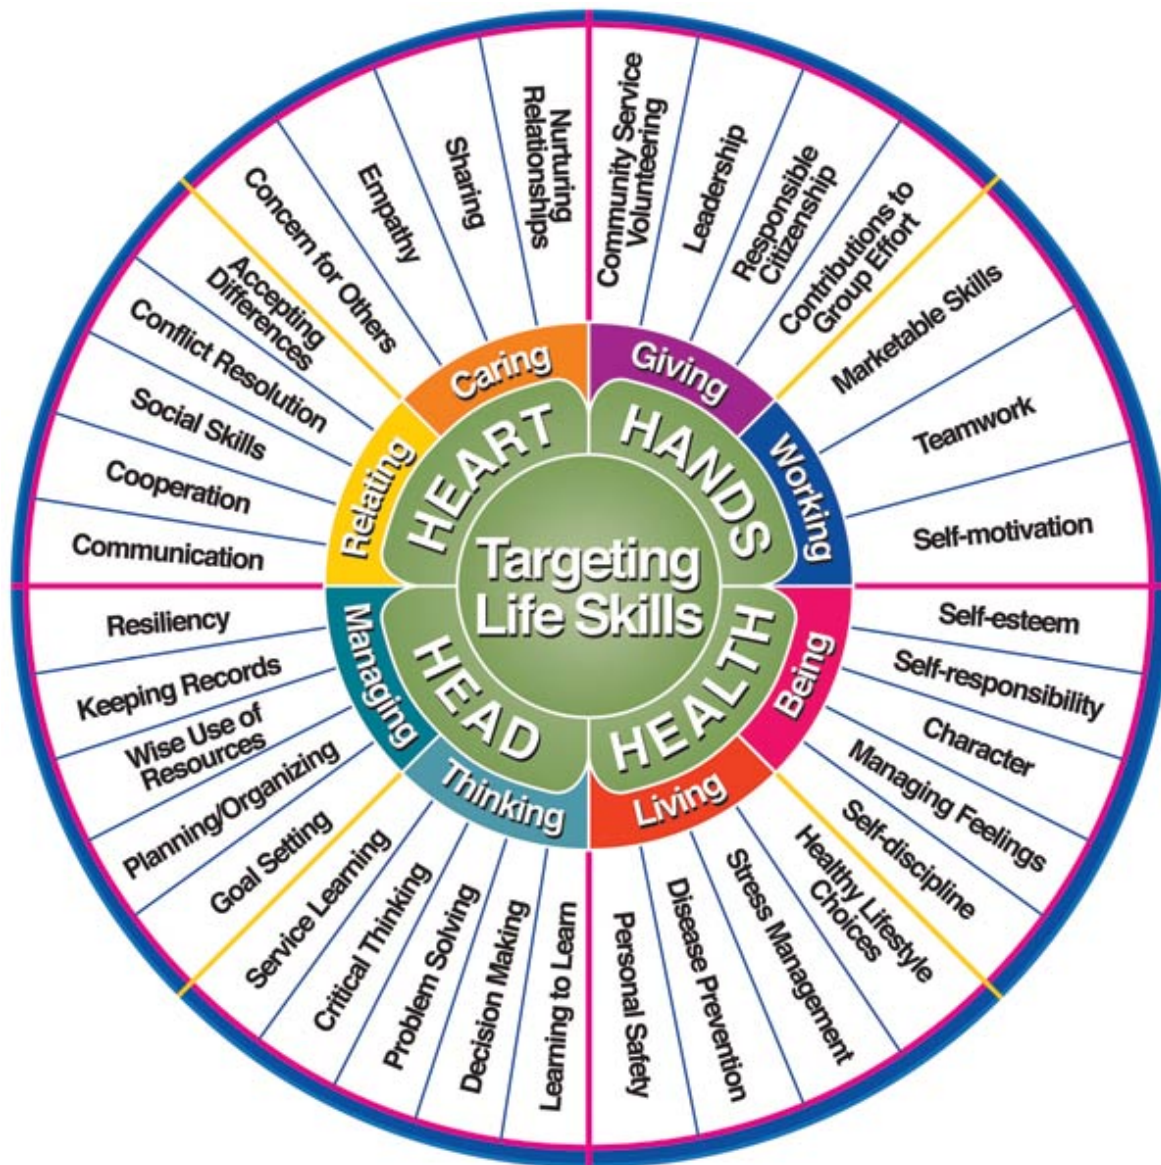 Targeting
Life Skills
HEART
HANDS
HEALTH
HEAD
Caring
Giving
Working
Being
Living
Thinking
Managing
Relating
Nurturing
Relationships
Sharing
Empathy
Concern for Others
Community Service
Volunteering
Leadership
Responsible
Citizenship
Contributions to
Group Effort
Marketable Skills
Teamwork
Self-motivation
Self-esteem
Self-responsibility
Character
Managing Feelings
Self-discipline
Healthy Lifestyle
Choices
Stress Management
Disease Prevention
Personal Safety
Learning to Learn
Decision Making
Problem Solving
Critical Thinking
Service Learning
Goal Setting
Planning/Organizing
Wise Use of
Resources
Keeping Records
Resiliency
Communication
Cooperation
Social Skills
Conflict Resolution
Accepting
Differences